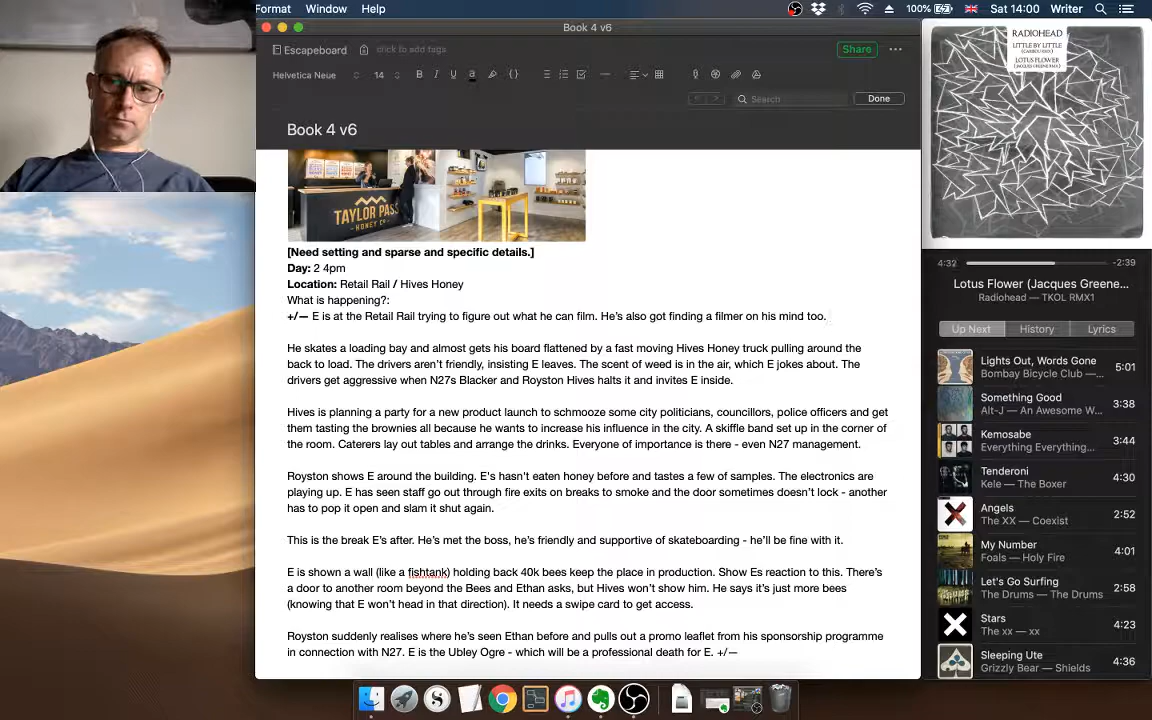 Format Window Help
100% Sat 14:00 Writer
Book 4 v6
Escapeboard click to add tags
Share
Helvetica Neue 14 B I U a
Search Done
Book 4 v6
TAYLOR PASS
HONEY CO
[Need setting and sparse and specific details.]
Day: 2 4pm
Location: Retail Rail / Hives Honey
What is happening?:
+/— E is at the Retail Rail trying to figure out what he can film. He's also got finding a filmer on his mind too.
He skates a loading bay and almost gets his board flattened by a fast moving Hives Honey truck pulling around the
back to load. The drivers aren't friendly, insisting E leaves. The scent of weed is in the air, which E jokes about. The
drivers get aggressive when N27s Blacker and Royston Hives halts it and invites E inside.
Hives is planning a party for a new product launch to schmooze some city politicians, councillors, police officers and get
them tasting the brownies all because he wants to increase his influence in the city. A skiffle band set up in the corner of
the room. Caterers lay out tables and arrange the drinks. Everyone of importance is there - even N27 management.
Royston shows E around the building. E's hasn't eaten honey before and tastes a few of samples. The electronics are
playing up. E has seen staff go out through fire exits on breaks to smoke and the door sometimes doesn't lock - another
has to pop it open and slam it shut again.
This is the break E's after. He's met the boss, he's friendly and supportive of skateboarding - he'll be fine with it.
E is shown a wall (like a fishtank) holding back 40k bees keep the place in production. Show Es reaction to this. There's
a door to another room beyond the Bees and Ethan asks, but Hives won't show him. He says it's just more bees
(knowing that E won't head in that direction). It needs a swipe card to get access.
Royston suddenly realises where he's seen Ethan before and pulls out a promo leaflet from his sponsorship programme
in connection with N27. E is the Ubley Ogre - which will be a professional death for E. +/—
RADIOHEAD
LITTLE BY LITTLE
(CARIBOU RMX)
LOTUS FLOWER
(JACQUES GREENE RMX)
4:32 -2:39
Lotus Flower (Jacques Greene...
Radiohead — TKOL RMX1
Up Next History Lyrics
Lights Out, Words Gone
Bombay Bicycle Club —... 5:01
Something Good
Alt-J — An Awesome W... 3:38
Kemosabe
Everything Everything... 3:44
Tenderoni
Kele — The Boxer 4:30
Angels
The XX — Coexist 2:52
My Number
Foals — Holy Fire 4:01
Let's Go Surfing
The Drums — The Drums 2:58
Stars
The xx — xx 4:23
Sleeping Ute
Grizzly Bear — Shields 4:36